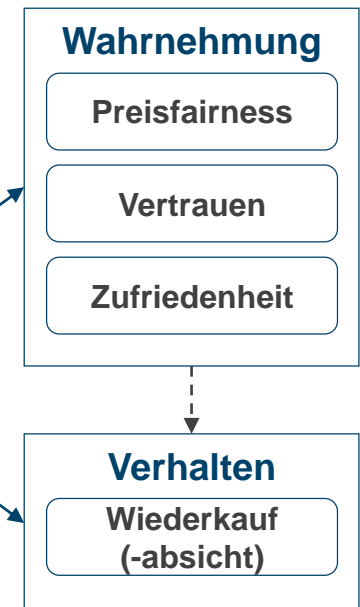 Wahrnehmung
Preisfairness
Vertrauen
Zufriedenheit
Verhalten
Wiederkauf
(-absicht)